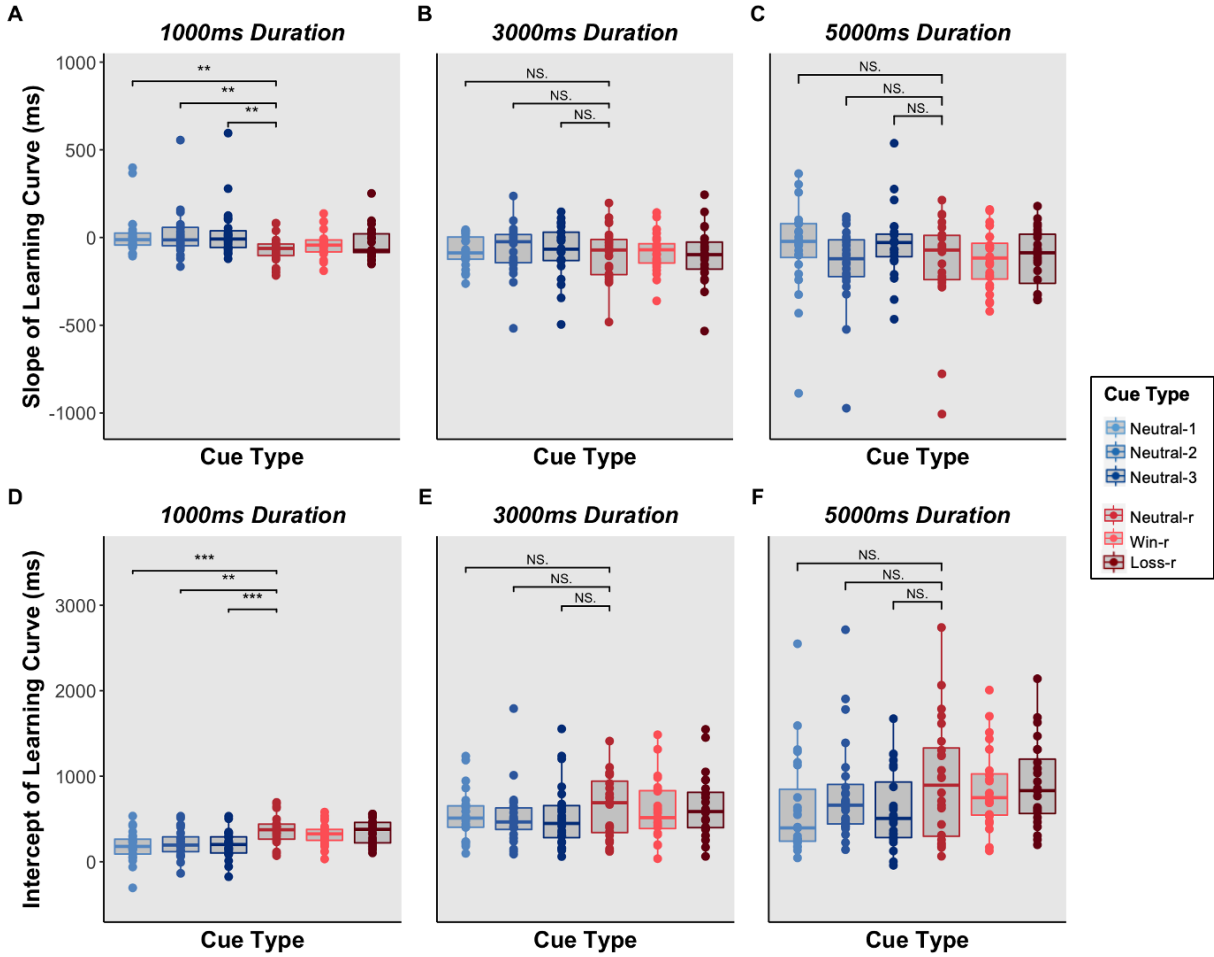 A
1000ms Duration
B
3000ms Duration
C
5000ms Duration
Slope of Learning Curve (ms)
1000
500
0
-500
-1000
**
**
**
NS.
NS.
NS.
NS.
NS.
NS.
Cue Type
Cue Type
Cue Type
Cue Type
Neutral-1
Neutral-2
Neutral-3
Neutral-r
Win-r
Loss-r
D
1000ms Duration
E
3000ms Duration
F
5000ms Duration
Intercept of Learning Curve (ms)
3000
2000
1000
0
***
**
***
NS.
NS.
NS.
NS.
NS.
NS.
Cue Type
Cue Type
Cue Type